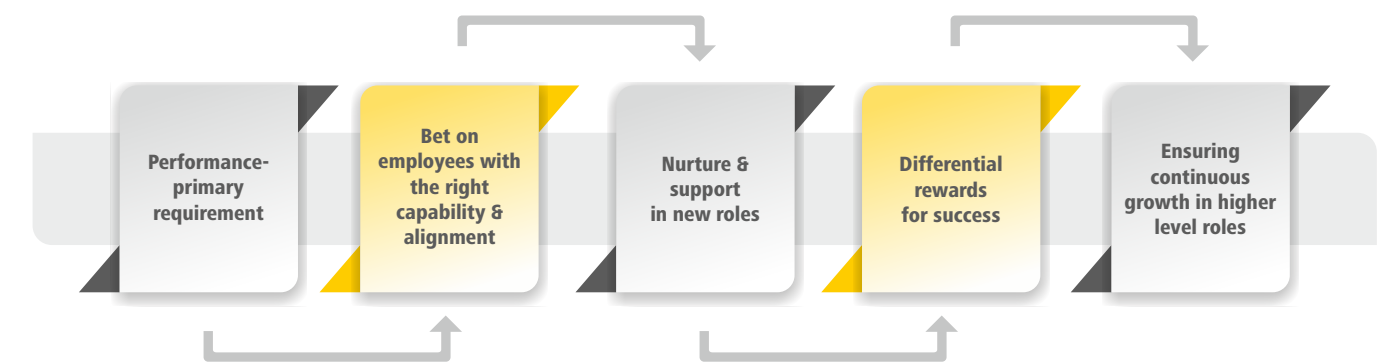 Performance-
primary
requirement
Bet on
employees with
the right
capability &
alignment
Nurture &
support
in new roles
Differential
rewards
for success
Ensuring
continuous
growth in higher
level roles